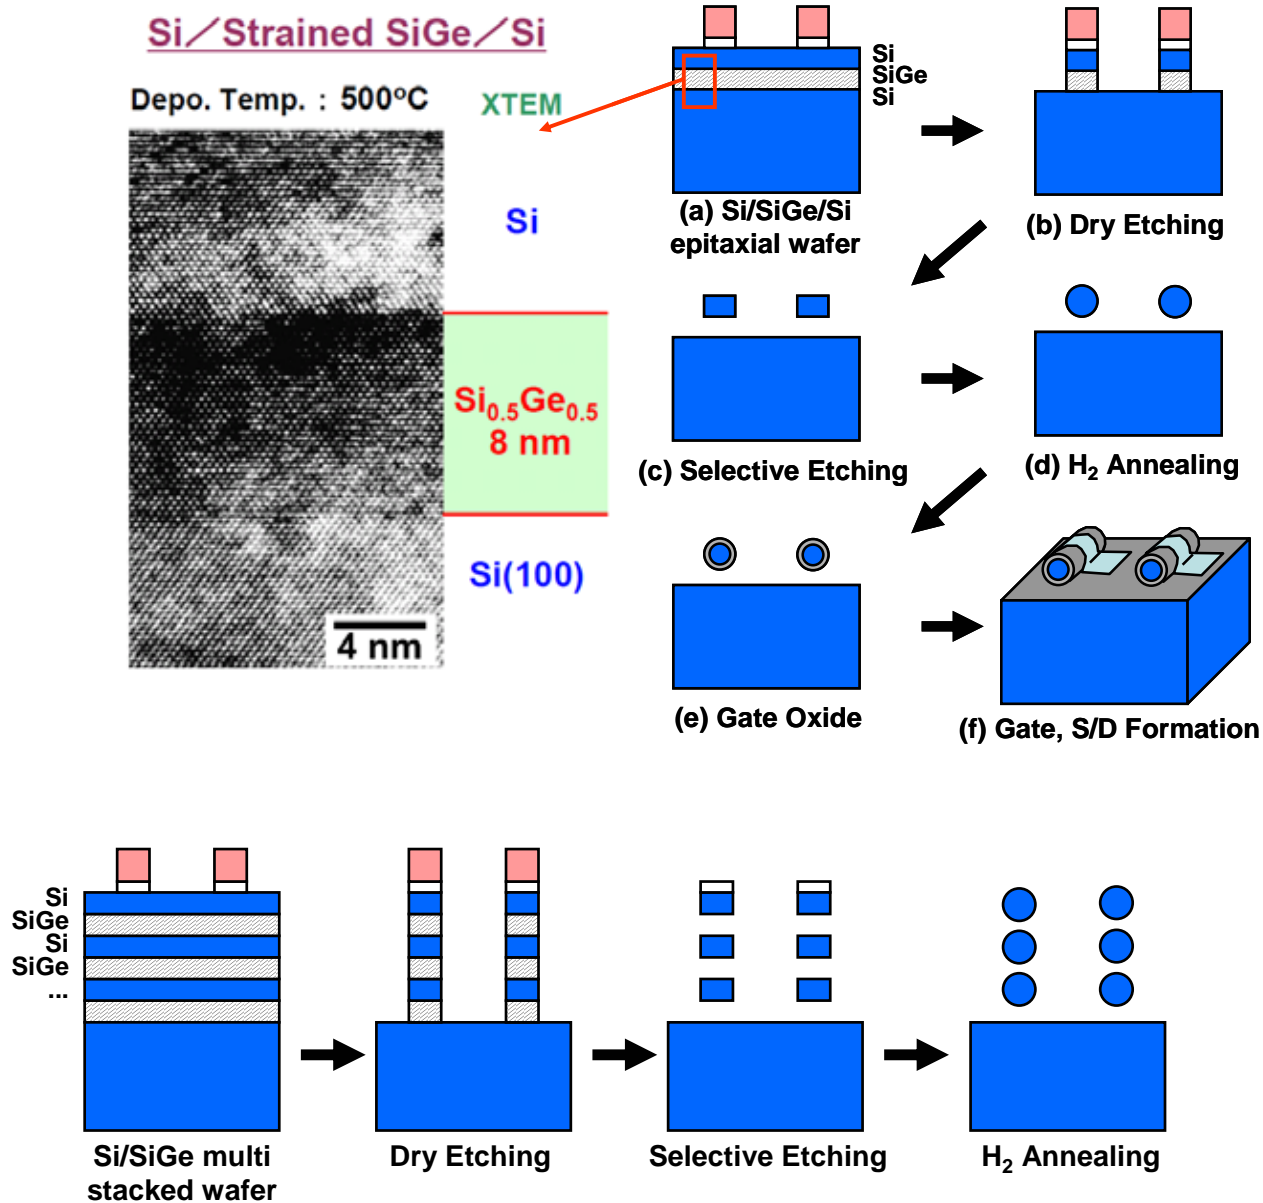 Si／Strained SiGe／Si
Depo. Temp. : 500°C
XTEM
Si
Si0.5Ge0.5
8 nm
Si(100)
4 nm
Si
SiGe
Si
(a) Si/SiGe/Si
epitaxial wafer
(b) Dry Etching
(c) Selective Etching
(d) H2 Annealing
(e) Gate Oxide
(f) Gate, S/D Formation
Si
SiGe
Si
SiGe
...
Si/SiGe multi
stacked wafer
Dry Etching
Selective Etching
H2 Annealing